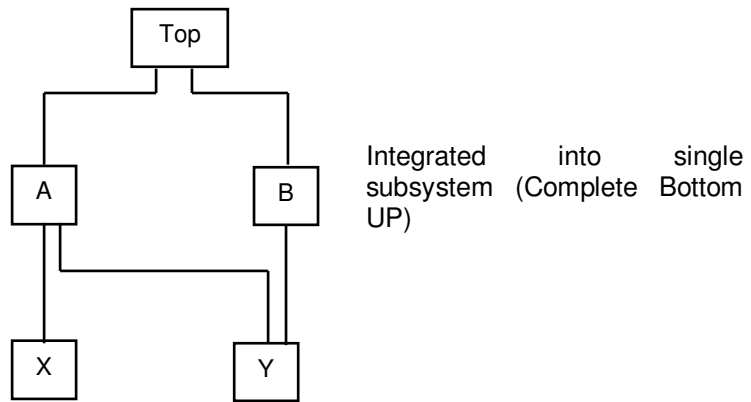 Top
A
B
Integrated into single
subsystem (Complete Bottom
UP)
X
Y